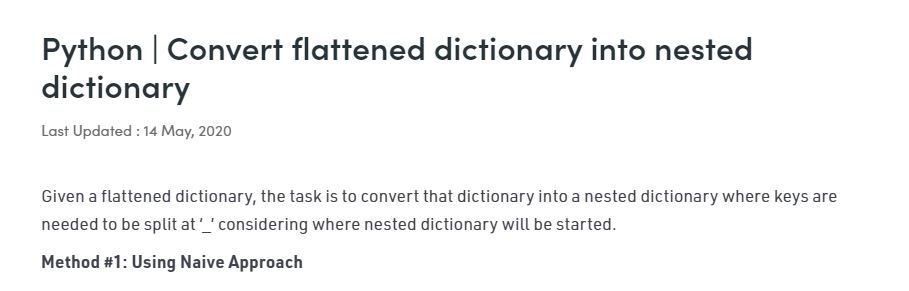 Python | Convert flattened dictionary into nested
dictionary
Last Updated : 14 May, 2020
Given a flattened dictionary, the task is to convert that dictionary into a nested dictionary where keys are
needed to be split at ‘_’ considering where nested dictionary will be started.
Method #1: Using Naive Approach